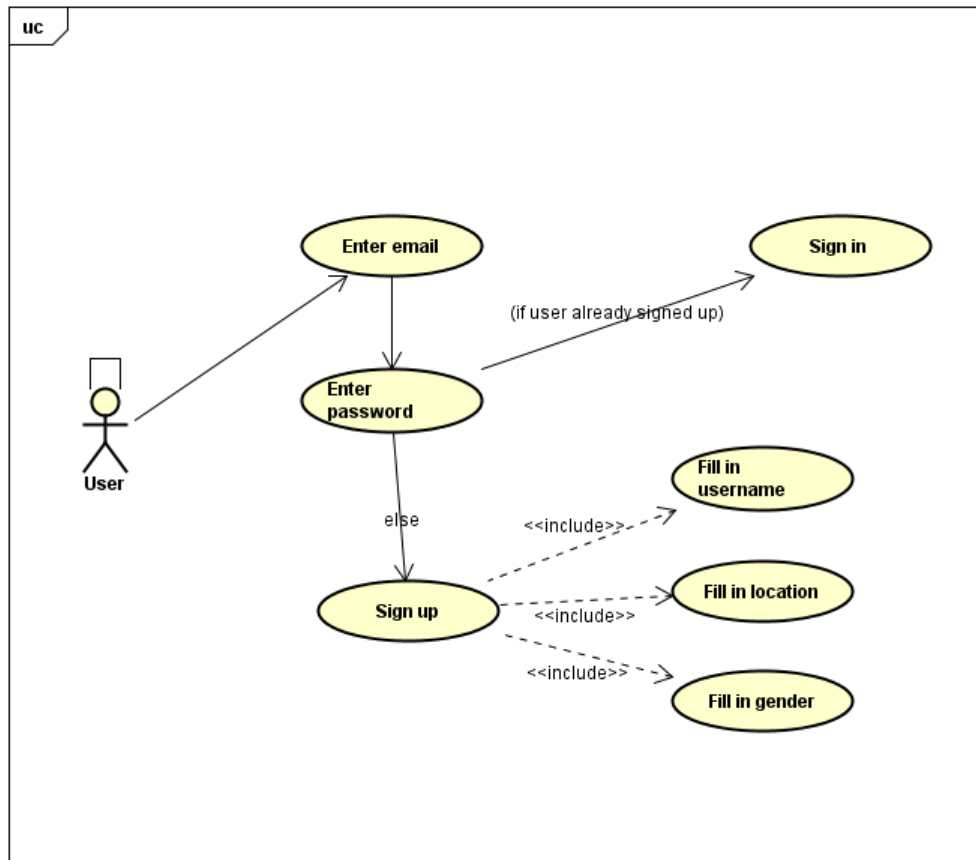 uc
Enter email
Sign in
(if user already signed up)
Enter
password
User
Fill in
username
else
<<include>>
Fill in location
Sign up
<<include>>
<<include>>
Fill in gender